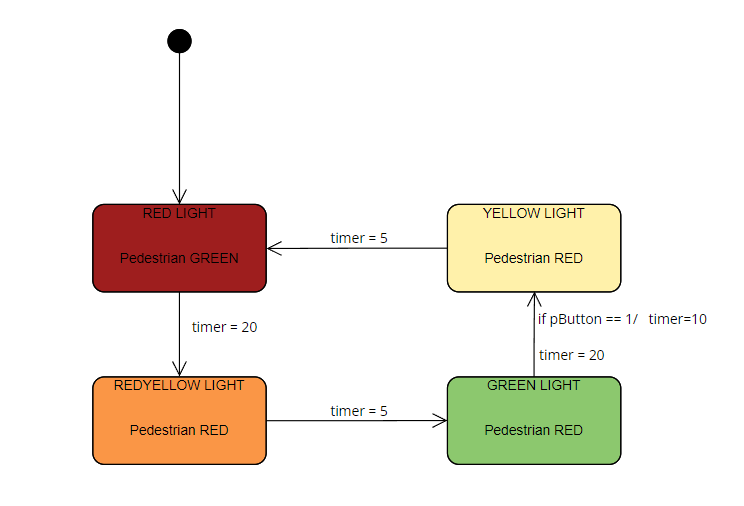 RED LIGHT
Pedestrian GREEN
YELLOW LIGHT
Pedestrian RED
timer = 5
timer = 20
if pButton == 1/   timer=10
timer = 20
REDYELLOW LIGHT
Pedestrian RED
timer = 5
GREEN LIGHT
Pedestrian RED